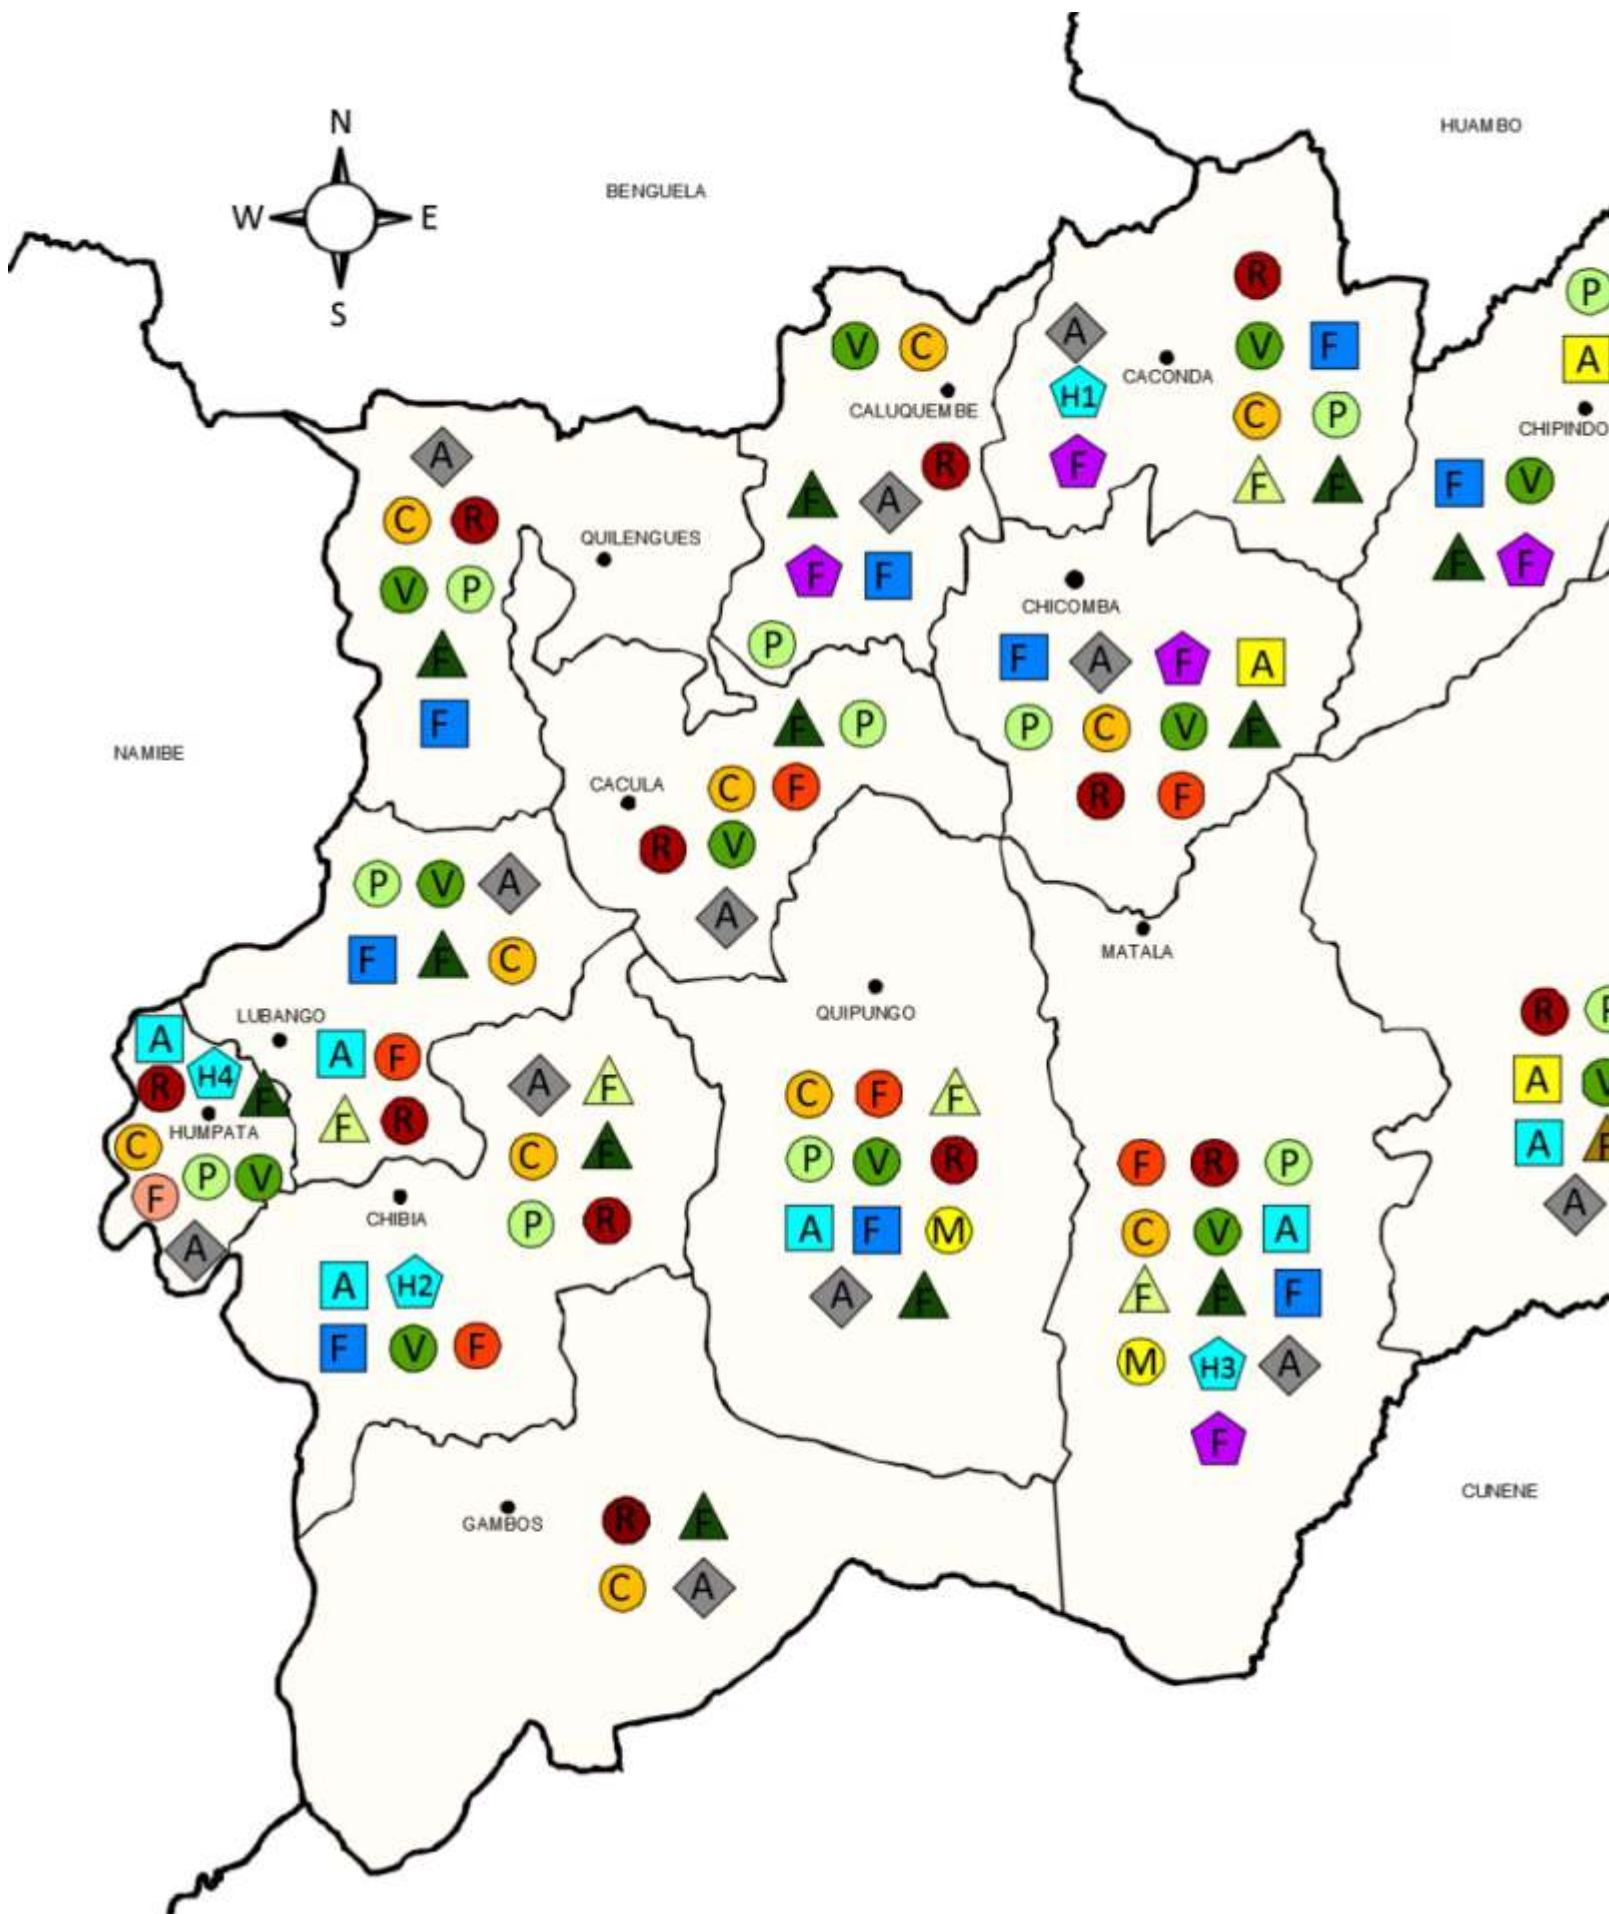 N
HUAMBO
BENGUELA
W E
S
R
P
A
V C
V F
A
CACONDA
H1
CALUQUEMBE
C P
CHIPINDO
A
R
F
F F
F V
F A
C R
QUILENGUES
F F
F F
V P
CHICOMBA
P
F
F A F A
F
F P
P C V F
NAMIBE
CACULA
C F
R F
R V
P V A
A
MATALA
F F C
QUIPUNGO
R
LUBANGO
A
A F
H4
R
F
A F
C F F
A
HUMPATA
F R
C
C F
P V R
F R P
A
P V
F
P R
CHIBIA
A F M
C V A
A
A
A H2
A F
F F F
F V F
M H3 A
F
CUNENE
GAMBOS
R F
C A